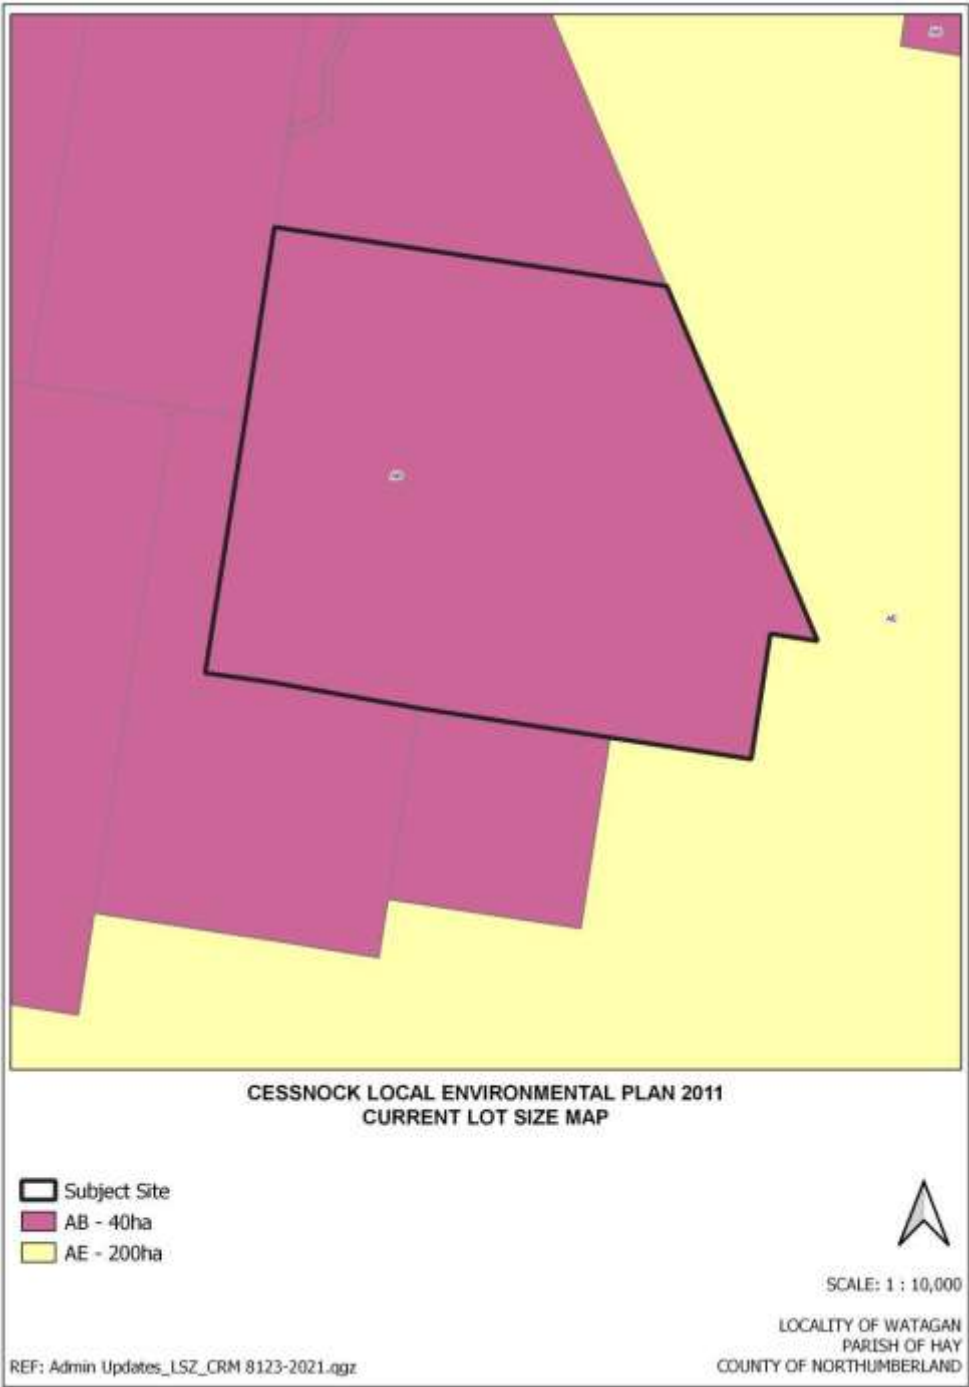 AE
CESSNOCK LOCAL ENVIRONMENTAL PLAN 2011
CURRENT LOT SIZE MAP
Subject Site
AB - 40ha
AE - 200ha
SCALE: 1 : 10,000
LOCALITY OF WATAGAN
PARISH OF HAY
COUNTY OF NORTHUMBERLAND
REF: Admin Updates_LSZ_CRM 8123-2021.qgz